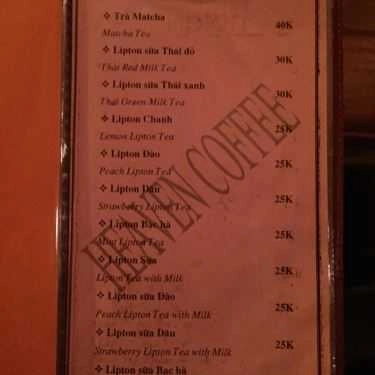 ❖ Trà Matcha 40K
Matcha Tea
❖ Lipton sữa Thái đỏ 30K
Thai Red Milk Tea
❖ Lipton sữa Thái xanh 30K
Thai Green Milk Tea
❖ Lipton Chanh 25K
Lemon Lipton Tea
❖ Lipton Đào 25K
Peach Lipton Tea
❖ Lipton Dâu 25K
Strawberry Lipton Tea
❖ Lipton Bạc hà 25K
Mint Lipton Tea
❖ Lipton Sữa 25K
Lipton Tea with Milk
❖ Lipton sữa Đào 25K
Peach Lipton Tea with Milk
❖ Lipton sữa Dâu 25K
Strawberry Lipton Tea with Milk
❖ Lipton sữa Bạc hà
HEAVEN COFFEE